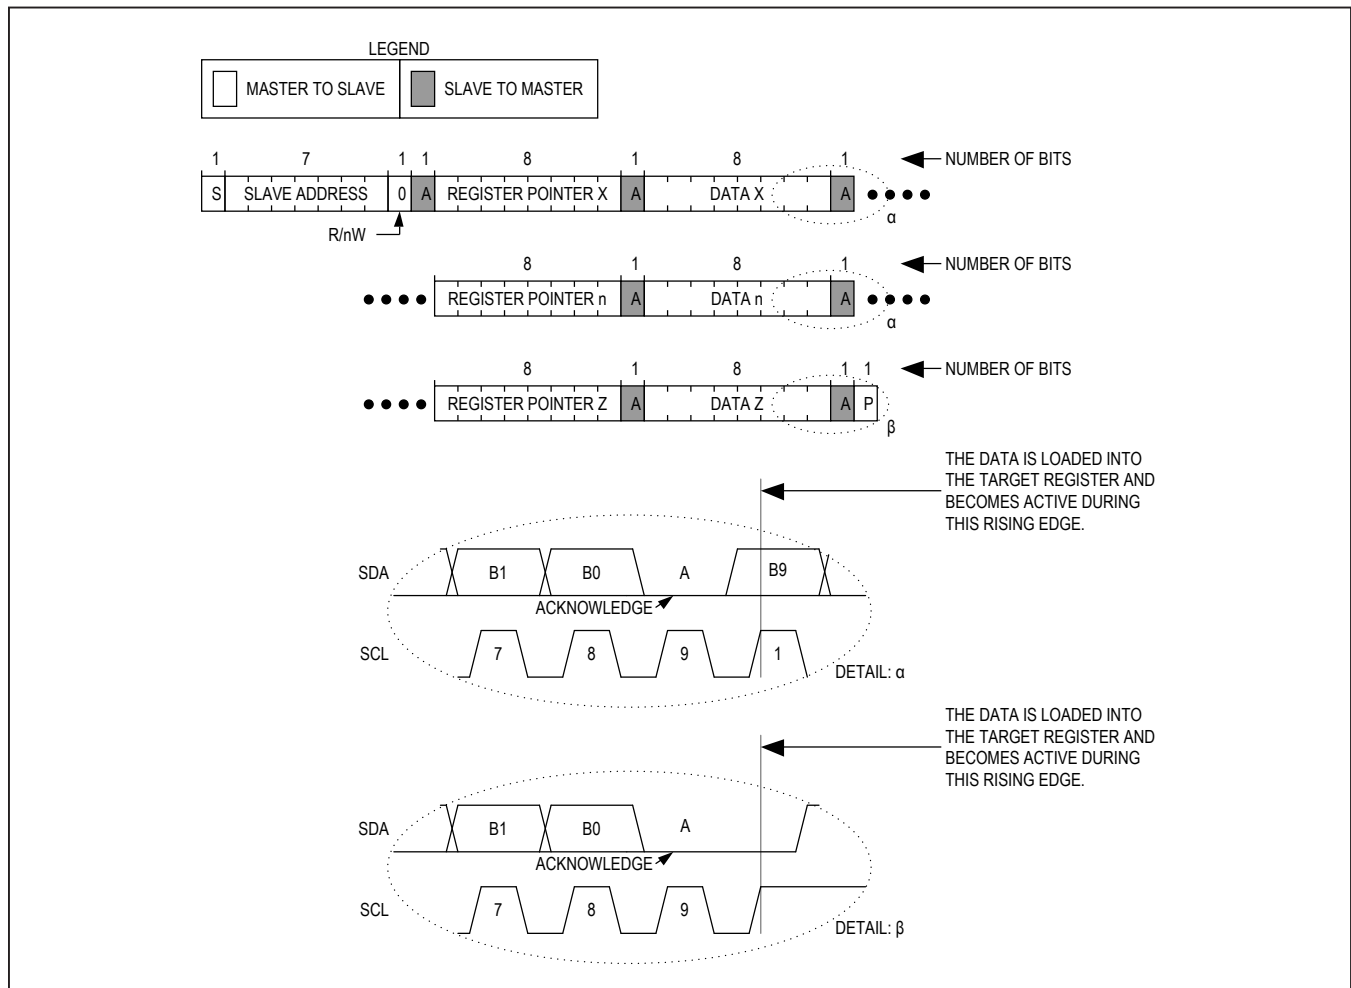 LEGEND
MASTER TO SLAVE SLAVE TO MASTER
1 7 1 1 8 1 8 1 NUMBER OF BITS
S SLAVE ADDRESS 0 A REGISTER POINTER X A DATA X A
α
R/nW
8 1 8 1 NUMBER OF BITS
REGISTER POINTER n A DATA n A
α
8 1 8 1 1 NUMBER OF BITS
REGISTER POINTER Z A DATA Z A P
β
THE DATA IS LOADED INTO
THE TARGET REGISTER AND
BECOMES ACTIVE DURING
THIS RISING EDGE.
SDA B1 B0 A B9
ACKNOWLEDGE
SCL 7 8 9 1
DETAIL: α
THE DATA IS LOADED INTO
THE TARGET REGISTER AND
BECOMES ACTIVE DURING
THIS RISING EDGE.
SDA B1 B0 A
ACKNOWLEDGE
SCL 7 8 9
DETAIL: β